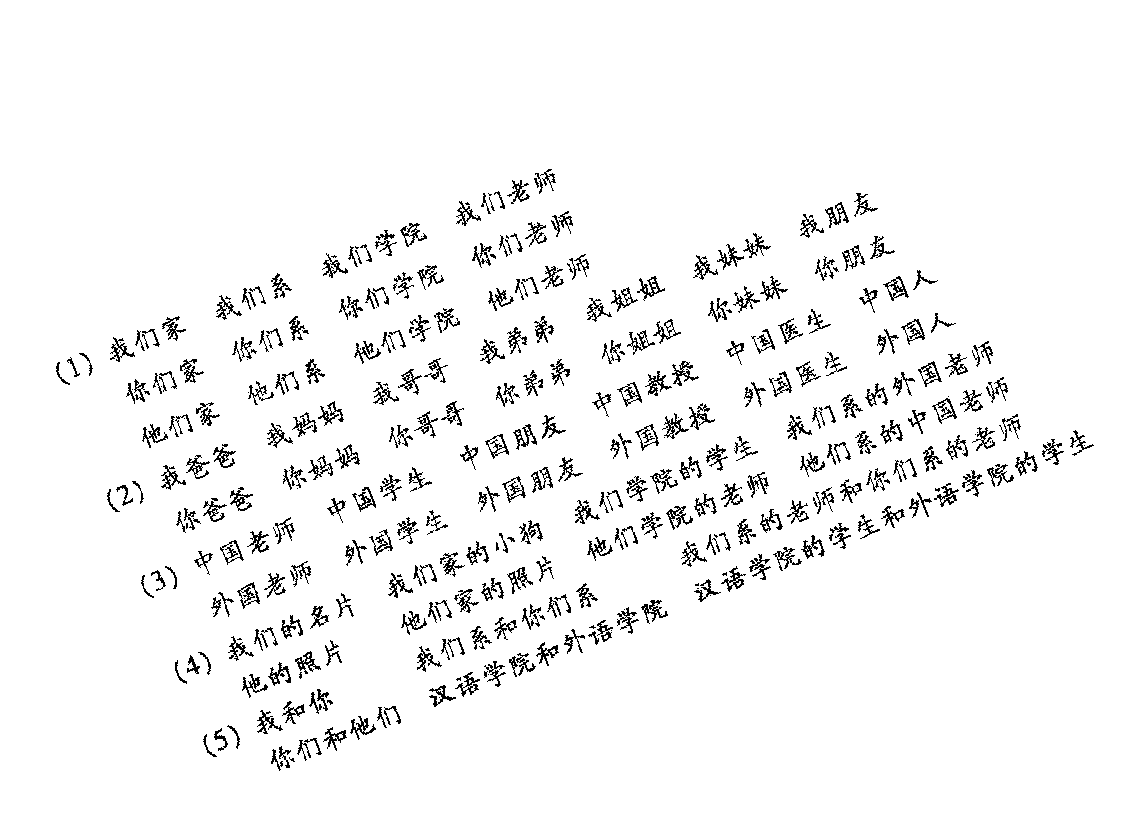 (1) 我们家 我们系 我们学院 我们老师
你们家 你们系 你们学院 你们老师
他们家 他们系 他们学院 他们老师
(2) 我爸爸 我妈妈 我哥哥 我弟弟 我姐姐 我妹妹 我朋友
你爸爸 你妈妈 你哥哥 你弟弟 你姐姐 你妹妹 你朋友
(3) 中国老师 中国学生 中国朋友 中国教授 中国医生 中国人
外国老师 外国学生 外国朋友 外国教授 外国医生 外国人
(4) 我们的名片 我们家的小狗 我们学院的学生 我们系的外国老师
他的照片 他们家的照片 他们学院的老师 他们系的中国老师
(5) 我和你 我们系和你们系 我们系的老师和你们系的老师
你们和他们 汉语学院和外语学院 汉语学院的学生和外语学院的学生